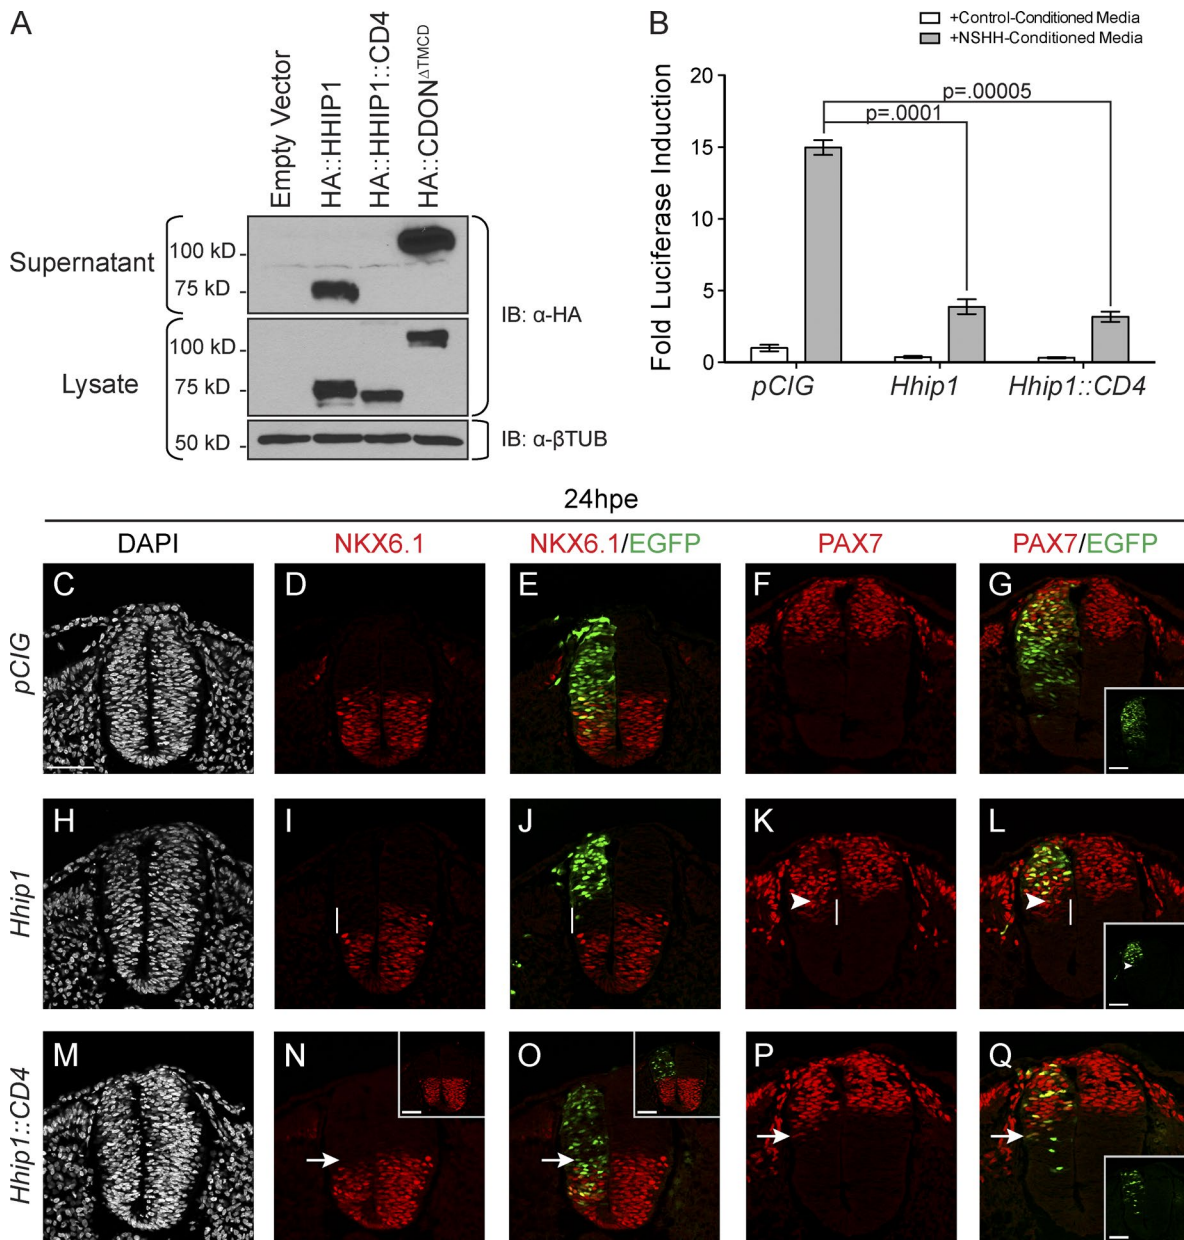 A
Empty Vector
HA::HHIP1
HA::HHIP1::CD4
HA::CDONΔTMCD
Supernatant
100 kD
75 kD
Lysate
100 kD
75 kD
50 kD
IB: α-HA
IB: α-βTUB
B
+Control-Conditioned Media
+NSHH-Conditioned Media
Fold Luciferase Induction
20
15
10
5
0
p=.00005
p=.0001
pCIG
Hhip1
Hhip1::CD4
24hpe
DAPI NKX6.1 NKX6.1/EGFP PAX7 PAX7/EGFP
pCIG
C D E F G
Hhip1
H I J K L
Hhip1::CD4
M N O P Q